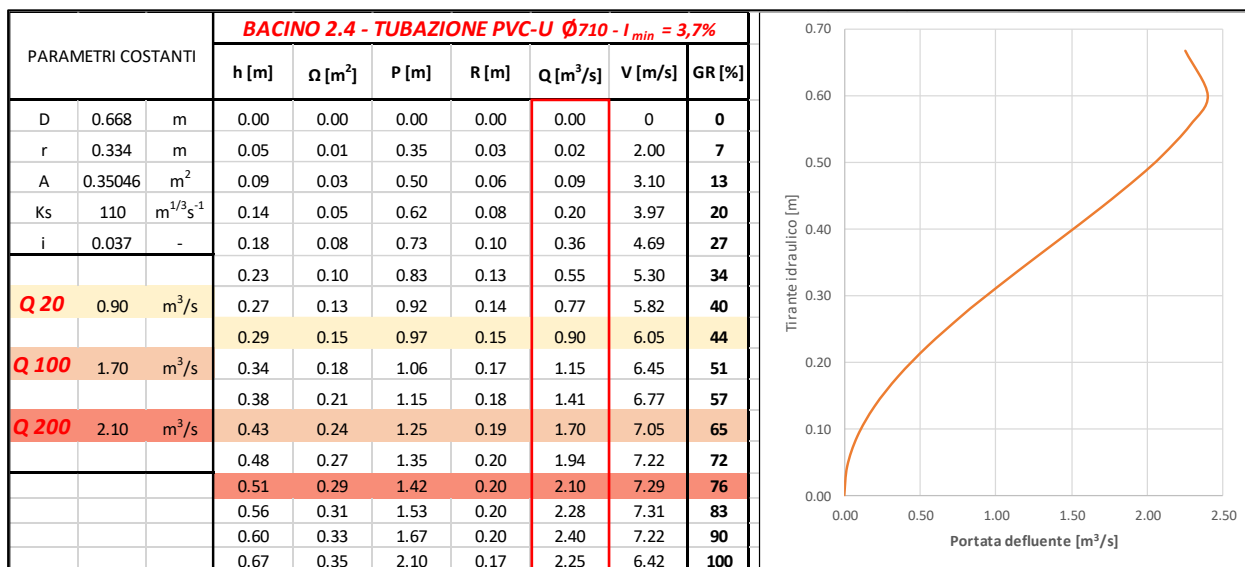 BACINO 2.4 - TUBAZIONE PVC-U Ø710 - I min = 3,7%
PARAMETRI COSTANTI
h [m] Ω [m²] P [m] R [m] Q [m³/s] V [m/s] GR [%]
D 0.668 m 0.00 0.00 0.00 0.00 0.00 0 0
r 0.334 m 0.05 0.01 0.35 0.03 0.02 2.00 7
A 0.35046 m² 0.09 0.03 0.50 0.06 0.09 3.10 13
Ks 110 m^1/3 s^-1 0.14 0.05 0.62 0.08 0.20 3.97 20
i 0.037 - 0.18 0.08 0.73 0.10 0.36 4.69 27
0.23 0.10 0.83 0.13 0.55 5.30 34
Q 20 0.90 m³/s 0.27 0.13 0.92 0.14 0.77 5.82 40
0.29 0.15 0.97 0.15 0.90 6.05 44
Q 100 1.70 m³/s 0.34 0.18 1.06 0.17 1.15 6.45 51
0.38 0.21 1.15 0.18 1.41 6.77 57
Q 200 2.10 m³/s 0.43 0.24 1.25 0.19 1.70 7.05 65
0.48 0.27 1.35 0.20 1.94 7.22 72
0.51 0.29 1.42 0.20 2.10 7.29 76
0.56 0.31 1.53 0.20 2.28 7.31 83
0.60 0.33 1.67 0.20 2.40 7.22 90
0.67 0.35 2.10 0.17 2.25 6.42 100
Tirante idraulico [m]
0.70
0.60
0.50
0.40
0.30
0.20
0.10
0.00
0.00 0.50 1.00 1.50 2.00 2.50
Portata defluente [m³/s]